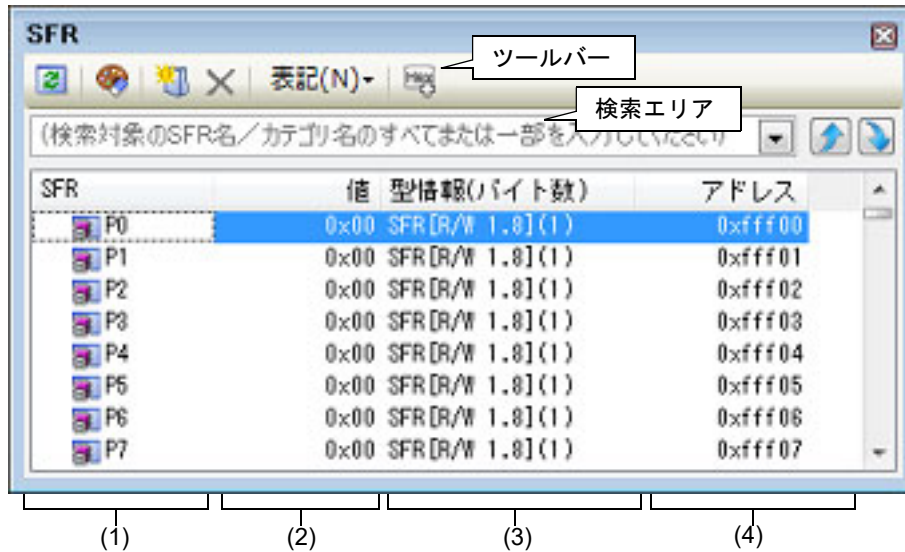 SFR
ツールバー
表記(N)
Hex
検索エリア
(検索対象のSFR名／カテゴリ名のすべてまたは一部を入力してください)
SFR 値 型情報(バイト数) アドレス
P0 0x00 SFR[R/W 1.8](1) 0xfff00
P1 0x00 SFR[R/W 1.8](1) 0xfff01
P2 0x00 SFR[R/W 1.8](1) 0xfff02
P3 0x00 SFR[R/W 1.8](1) 0xfff03
P4 0x00 SFR[R/W 1.8](1) 0xfff04
P5 0x00 SFR[R/W 1.8](1) 0xfff05
P6 0x00 SFR[R/W 1.8](1) 0xfff06
P7 0x00 SFR[R/W 1.8](1) 0xfff07
(1) (2) (3) (4)